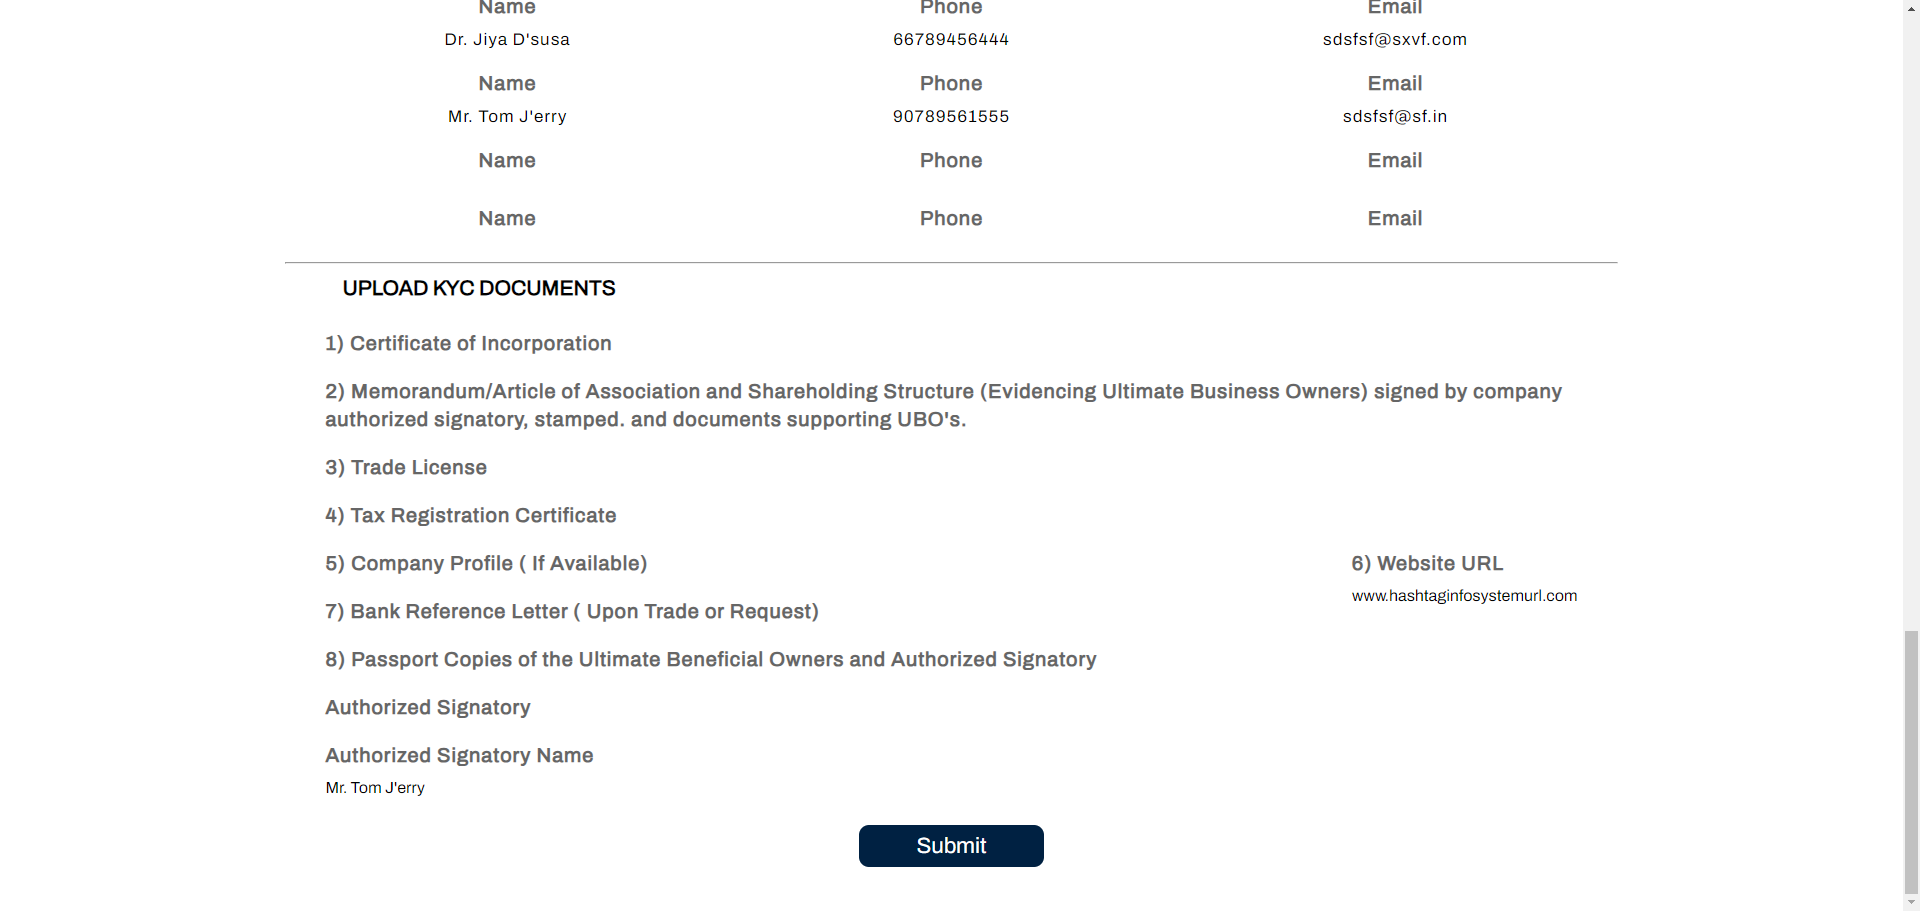 Name Phone Email
Dr. Jiya D'susa 66789456444 sdsfsf@sxvf.com
Name Phone Email
Mr. Tom J'erry 90789561555 sdsfsf@sf.in
Name Phone Email
Name Phone Email
UPLOAD KYC DOCUMENTS
1) Certificate of Incorporation
2) Memorandum/Article of Association and Shareholding Structure (Evidencing Ultimate Business Owners) signed by company
authorized signatory, stamped. and documents supporting UBO's.
3) Trade License
4) Tax Registration Certificate
5) Company Profile ( If Available) 6) Website URL
www.hashtaginfosystemurl.com
7) Bank Reference Letter ( Upon Trade or Request)
8) Passport Copies of the Ultimate Beneficial Owners and Authorized Signatory
Authorized Signatory
Authorized Signatory Name
Mr. Tom J'erry
Submit